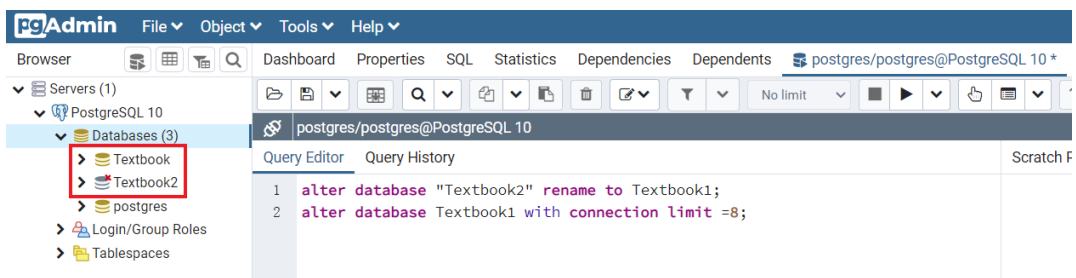 pgAdmin File Object Tools Help
Browser Dashboard Properties SQL Statistics Dependencies Dependents postgres/postgres@PostgreSQL 10 *
Servers (1)
No limit
PostgreSQL 10
Databases (3)
postgres/postgres@PostgreSQL 10
Textbook
Query Editor Query History Scratch P
Textbook2
1 alter database "Textbook2" rename to Textbook1;
postgres
2 alter database Textbook1 with connection limit =8;
Login/Group Roles
Tablespaces